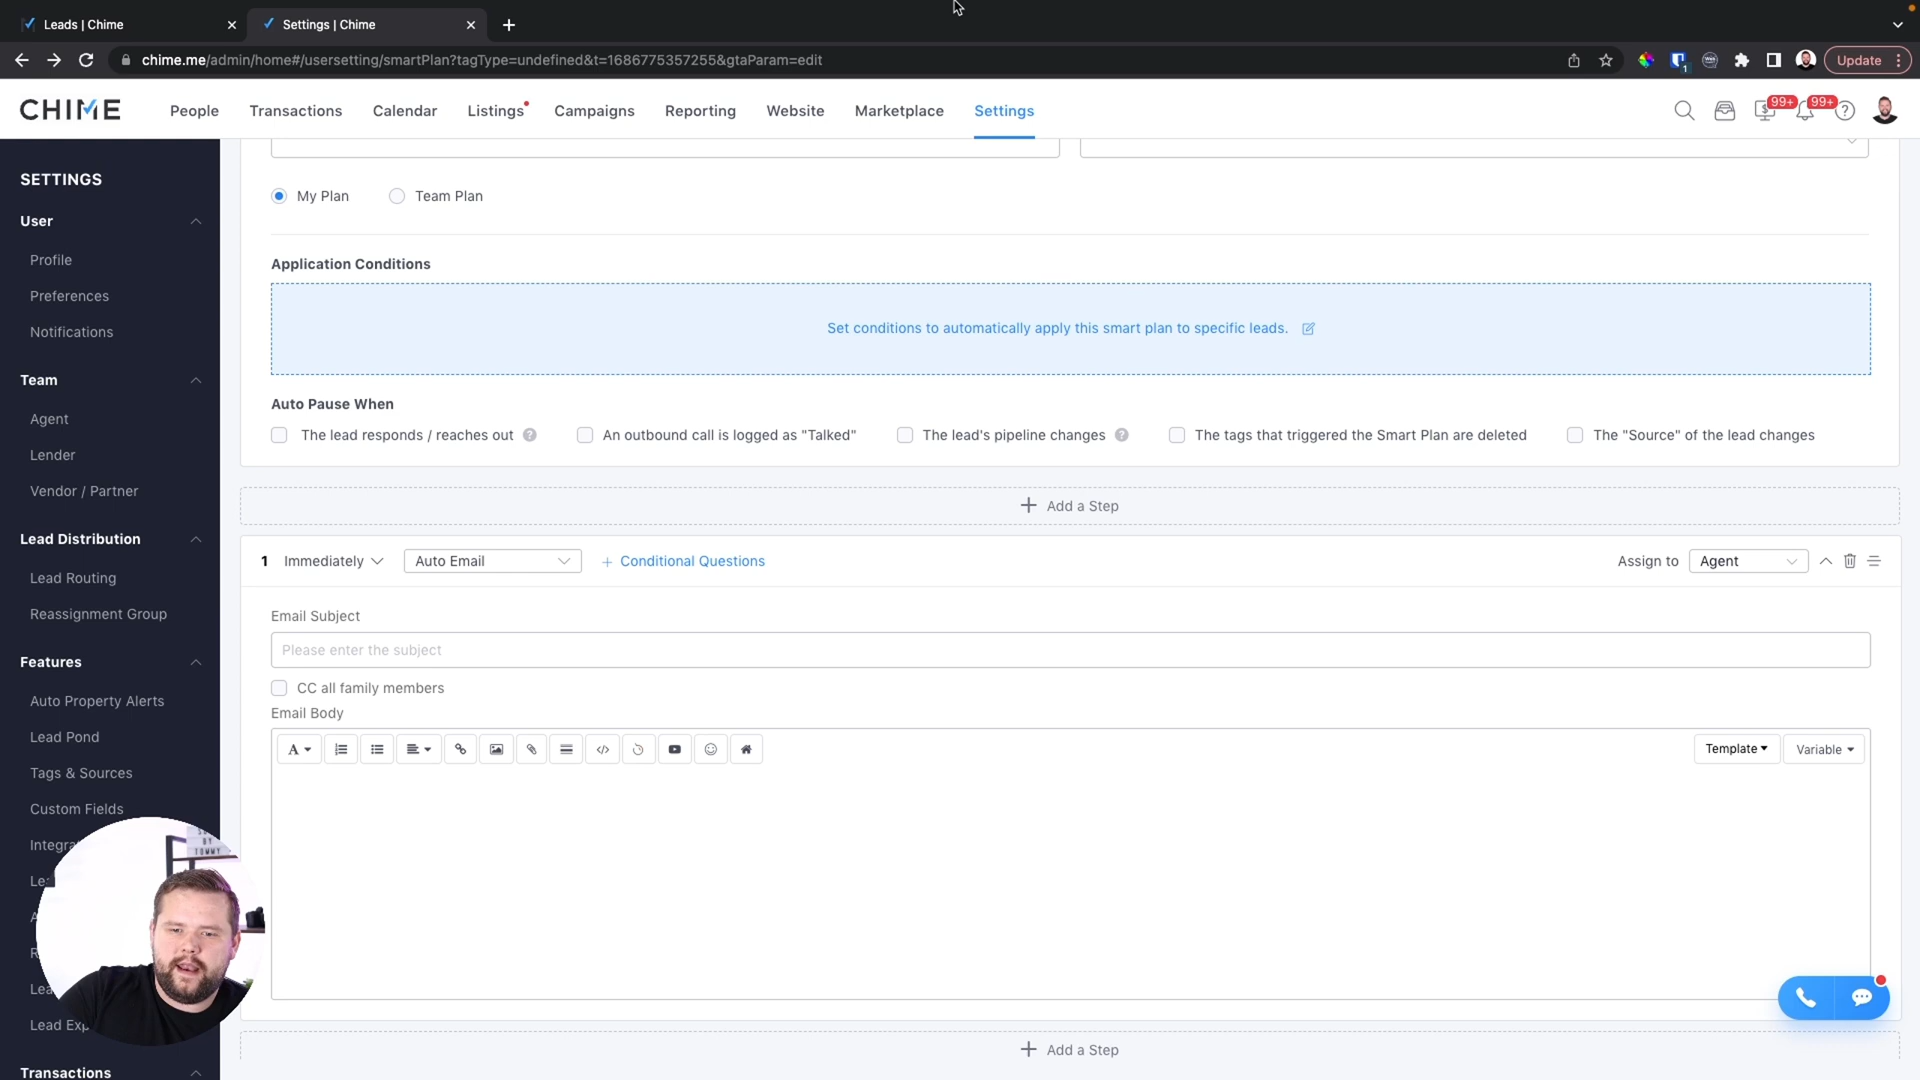 Leads | Chime
Settings | Chime
chime.me/admin/home#/usersetting/smartPlan?tagType=undefined&t=1686775357255&gtaParam=edit
1
Update
CHIME
People
Transactions
Calendar
Listings
Campaigns
Reporting
Website
Marketplace
Settings
99+
99+
SETTINGS
User
Profile
Preferences
Notifications
Team
Agent
Lender
Vendor / Partner
Lead Distribution
Lead Routing
Reassignment Group
Features
Auto Property Alerts
Lead Pond
Tags & Sources
Custom Fields
Transactions
My Plan
Team Plan
Application Conditions
Set conditions to automatically apply this smart plan to specific leads.
Auto Pause When
The lead responds / reaches out
An outbound call is logged as "Talked"
The lead's pipeline changes
The tags that triggered the Smart Plan are deleted
The "Source" of the lead changes
+ Add a Step
1 Immediately
Auto Email
+ Conditional Questions
Assign to
Agent
Email Subject
Please enter the subject
CC all family members
Email Body
Template
Variable
+ Add a Step